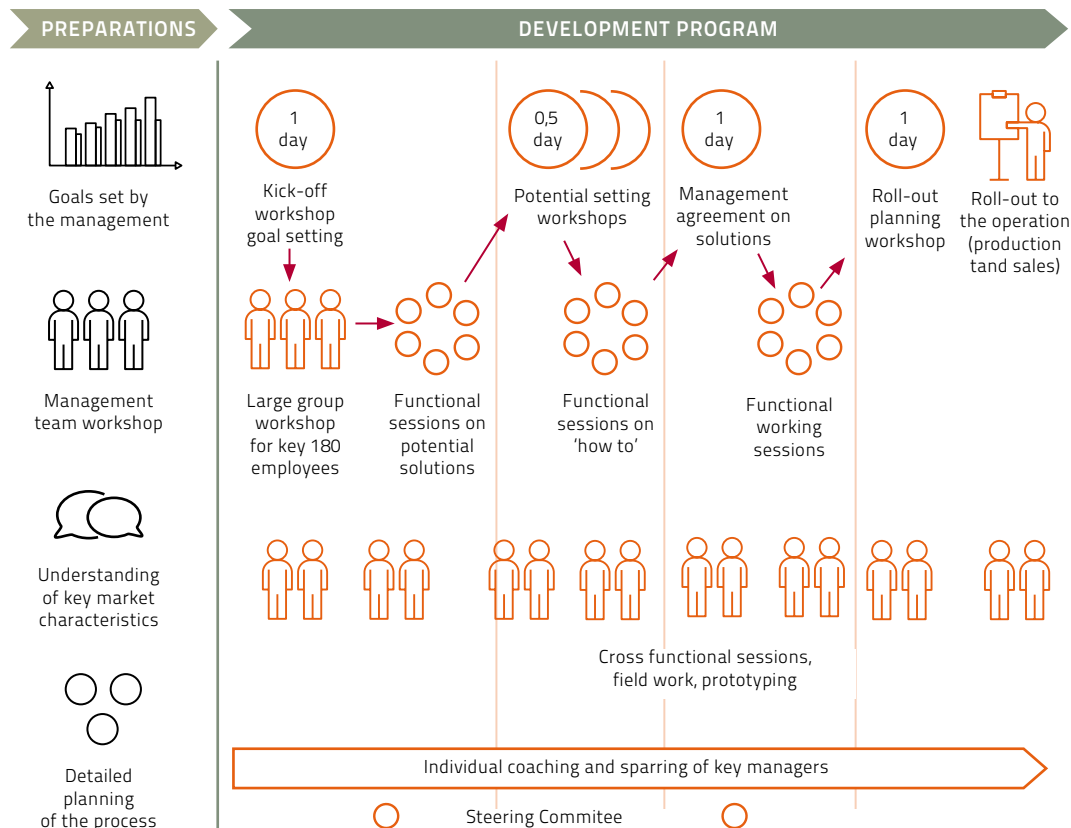 PREPARATIONS
DEVELOPMENT PROGRAM
Goals set by
the management
Management
team workshop
Understanding
of key market
characteristics
Detailed
planning
of the process
1
day
Kick-off
workshop
goal setting
Large group
workshop
for key 180
employees
Functional
sessions on
potential
solutions
0,5
day
Potential setting
workshops
Functional
sessions on
‘how to’
1
day
Management
agreement on
solutions
Functional
working
sessions
1
day
Roll-out
planning
workshop
Roll-out to
the operation
(production
tand sales)
Cross functional sessions,
field work, prototyping
Individual coaching and sparring of key managers
Steering Commitee